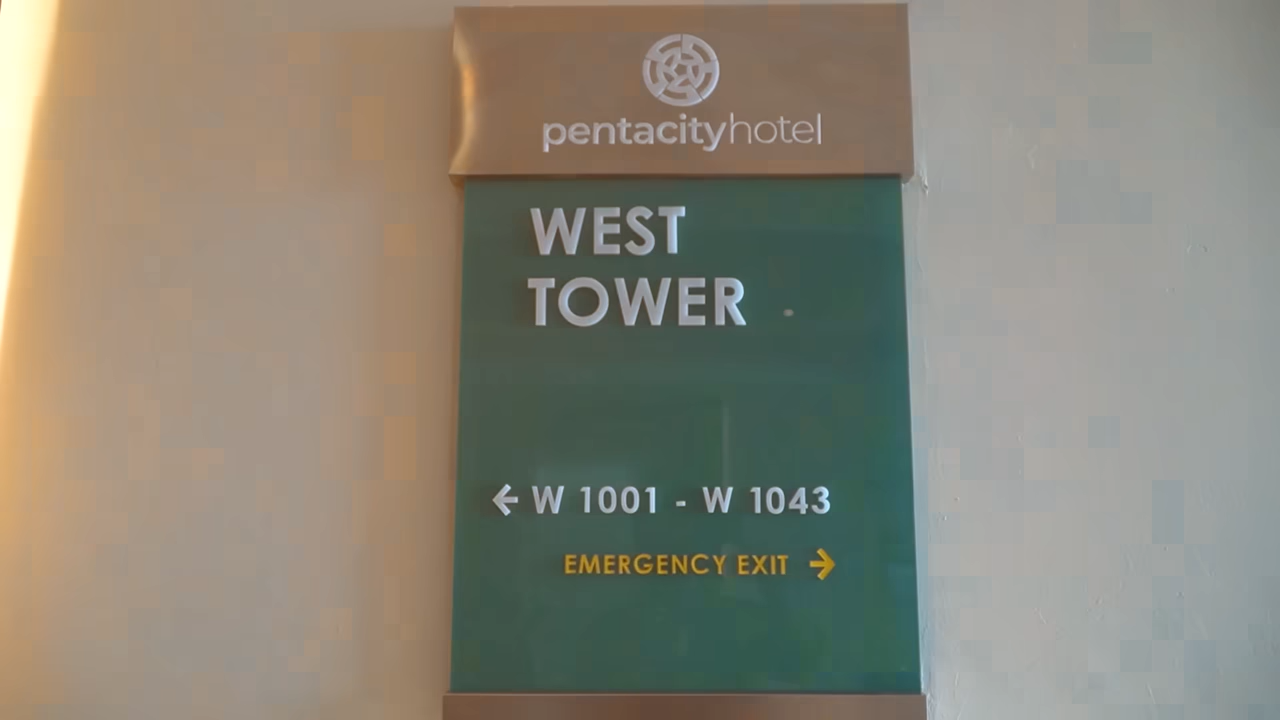 pentacityhotel
WEST
TOWER
← W 1001 - W 1043
EMERGENCY EXIT →